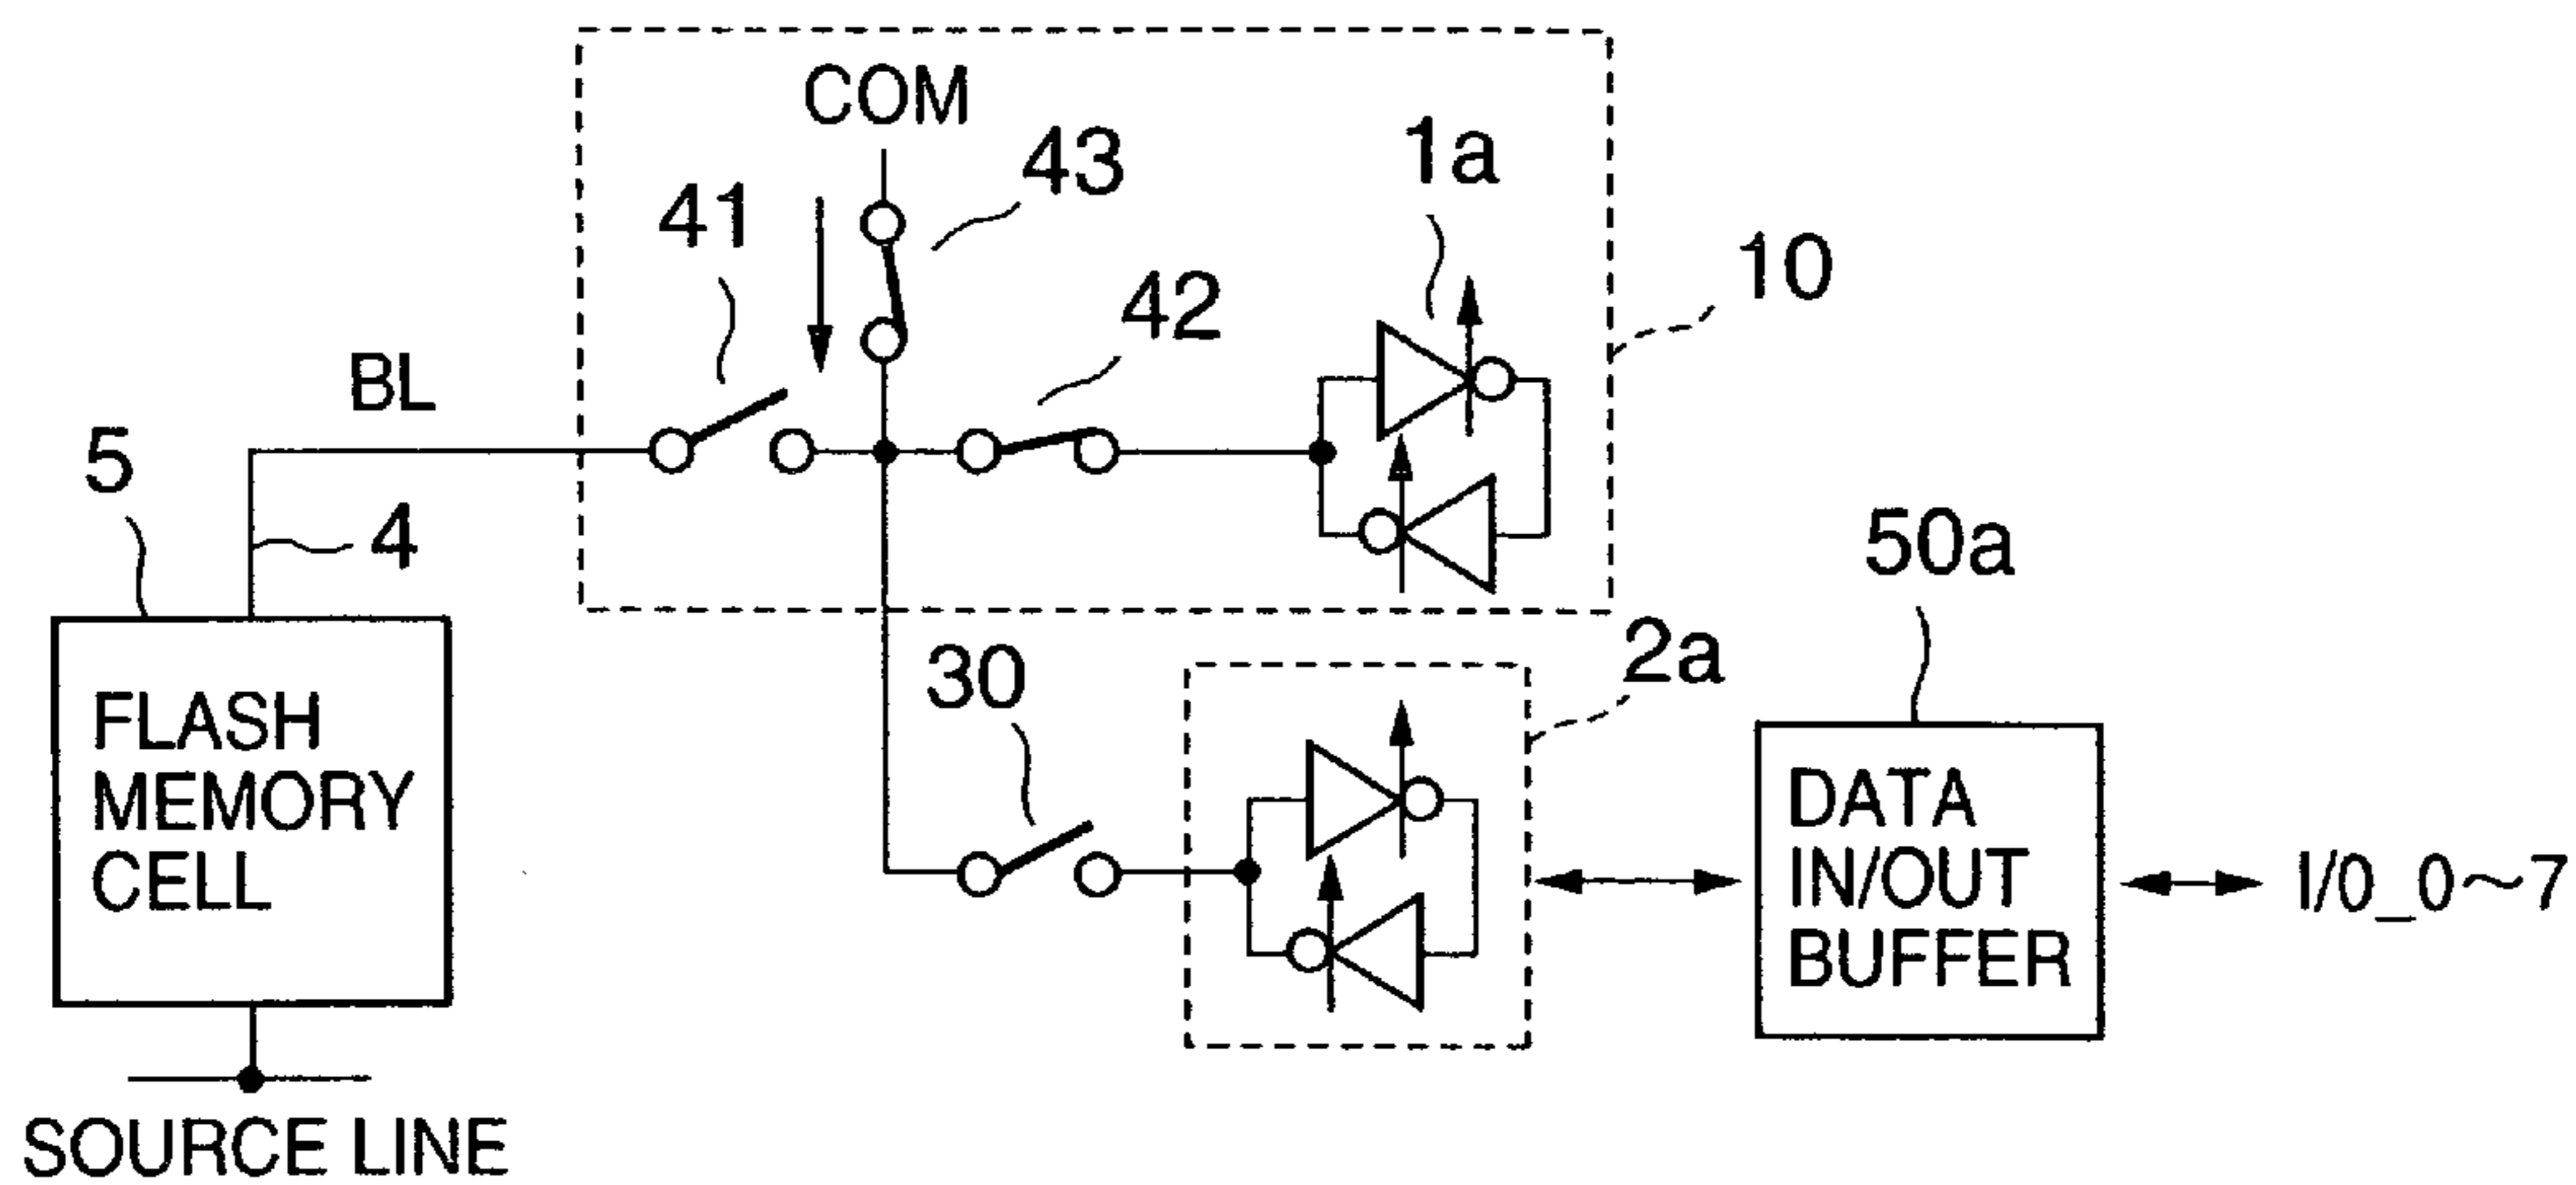 COM
43
1a
41
10
42
BL
5
4
50a
2a
30
FLASH
MEMORY
CELL
DATA
IN/OUT
BUFFER
I/0_0～7
SOURCE LINE